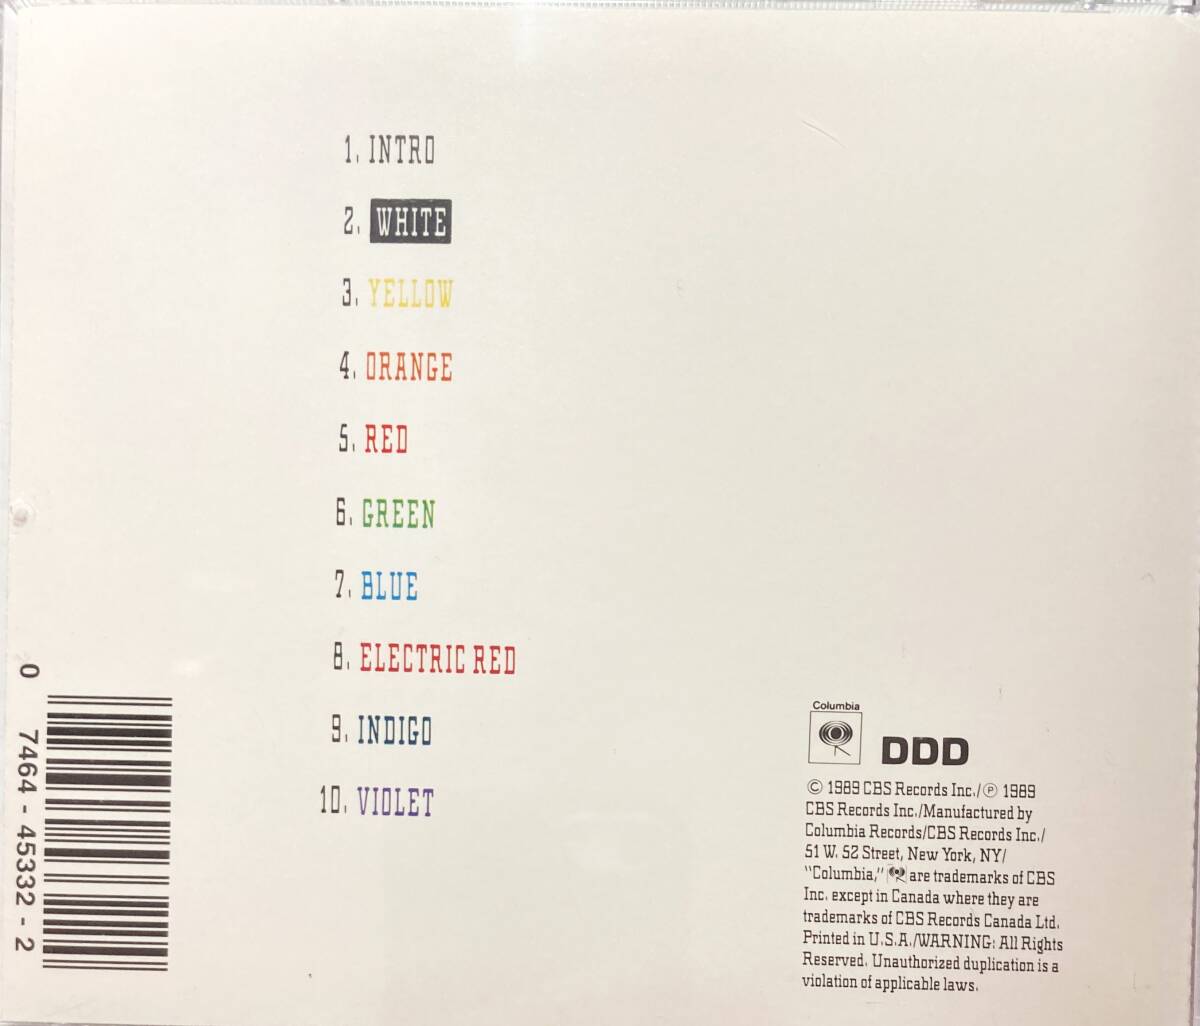 1. INTRO
2. WHITE
3. YELLOW
4. ORANGE
5. RED
6. GREEN
7. BLUE
8. ELECTRIC RED
9. INDIGO
10. VIOLET
0 7464-45332-2
Columbia
DDD
© 1989 CBS Records Inc./℗ 1989
CBS Records Inc./Manufactured by
Columbia Records/CBS Records Inc./
51 W. 52 Street, New York, NY/
"Columbia," are trademarks of CBS
Inc. except in Canada where they are
trademarks of CBS Records Canada Ltd.
Printed in U.S.A./WARNING: All Rights
Reserved. Unauthorized duplication is a
violation of applicable laws.